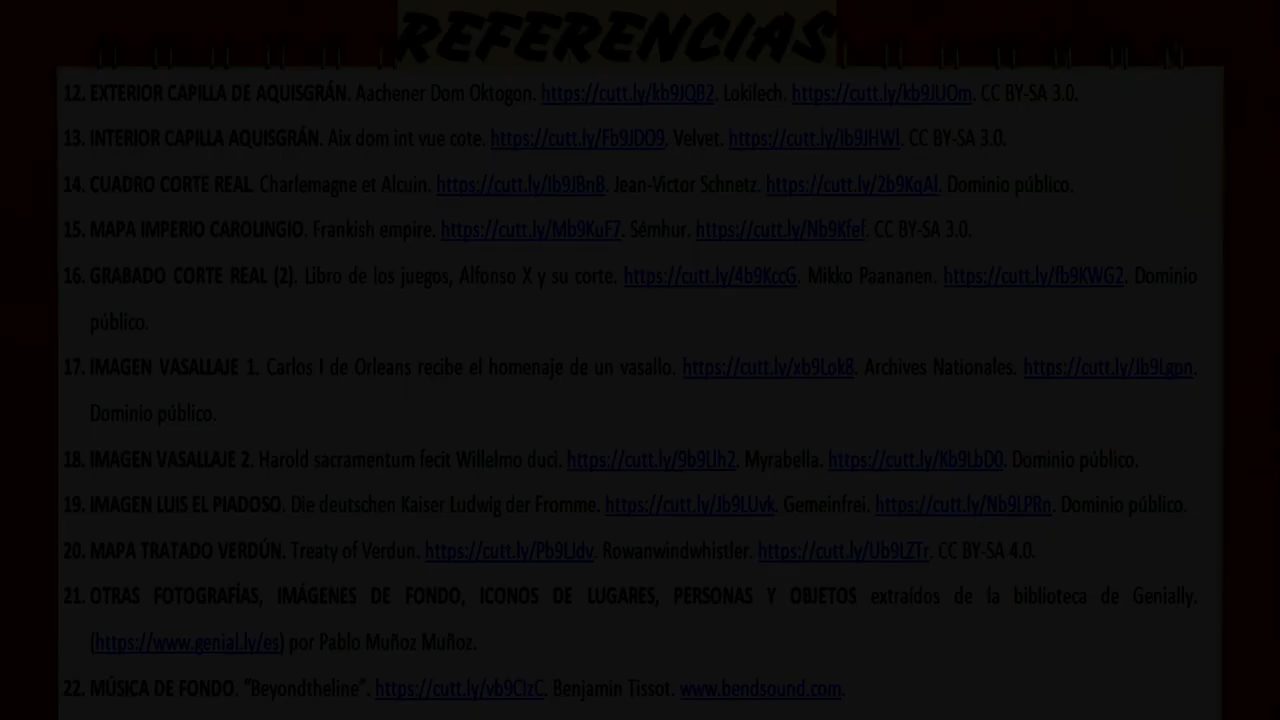 REFERENCIAS
12. EXTERIOR CAPILLA DE AQUISGRÁN. Aachener Dom Oktogon. https://cutt.ly/kb9JQB2. Lokilech. https://cutt.ly/kb9JUOm. CC BY-SA 3.0.
13. INTERIOR CAPILLA AQUISGRÁN. Aix dom int vue cote. https://cutt.ly/Fb9JDO9. Velvet. https://cutt.ly/lb9JHWl. CC BY-SA 3.0.
14. CUADRO CORTE REAL. Charlemagne et Alcuin. https://cutt.ly/Ib9JBn8. Jean-Victor Schnetz. https://cutt.ly/2b9KqAl. Dominio público.
15. MAPA IMPERIO CAROLINGIO. Frankish empire. https://cutt.ly/Mb9KuF7. Sémhur. https://cutt.ly/Nb9Kfef. CC BY-SA 3.0.
16. GRABADO CORTE REAL (2). Libro de los juegos, Alfonso X y su corte. https://cutt.ly/4b9KccG. Mikko Paananen. https://cutt.ly/fb9KWG2. Dominio
público.
17. IMAGEN VASALLAJE 1. Carlos I de Orleans recibe el homenaje de un vasallo. https://cutt.ly/xb9Lok8. Archives Nationales. https://cutt.ly/Jb9Lgpn.
Dominio público.
18. IMAGEN VASALLAJE 2. Harold sacramentum fecit Willelmo duci. https://cutt.ly/9b9Llh2. Myrabella. https://cutt.ly/Kb9LbD0. Dominio público.
19. IMAGEN LUIS EL PIADOSO. Die deutschen Kaiser Ludwig der Fromme. https://cutt.ly/Jb9LUvk. Gemeinfrei. https://cutt.ly/Nb9LPRn. Dominio público.
20. MAPA TRATADO VERDÚN. Treaty of Verdun. https://cutt.ly/Pb9LJdv. Rowanwindwhistler. https://cutt.ly/Ub9LZTr. CC BY-SA 4.0.
21. OTRAS FOTOGRAFÍAS, IMÁGENES DE FONDO, ICONOS DE LUGARES, PERSONAS Y OBJETOS extraídos de la biblioteca de Genially.
(https://www.genial.ly/es) por Pablo Muñoz Muñoz.
22. MÚSICA DE FONDO. "Beyondtheline". https://cutt.ly/vb9CIzC. Benjamin Tissot. www.bendsound.com.